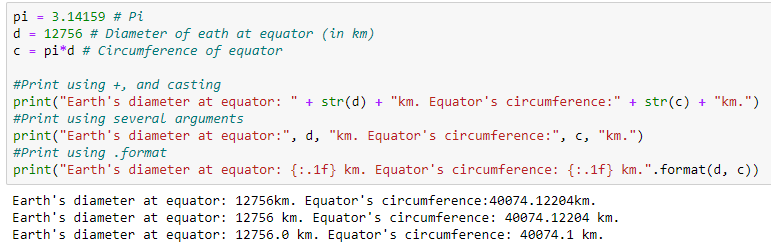 pi = 3.14159 # Pi
d = 12756 # Diameter of eath at equator (in km)
c = pi*d # Circumference of equator
#Print using +, and casting
print("Earth's diameter at equator: " + str(d) + "km. Equator's circumference:" + str(c) + "km.")
#Print using several arguments
print("Earth's diameter at equator:", d, "km. Equator's circumference:", c, "km.")
#Print using .format
print("Earth's diameter at equator: {:.1f} km. Equator's circumference: {:.1f} km.".format(d, c))
Earth's diameter at equator: 12756km. Equator's circumference:40074.12204km.
Earth's diameter at equator: 12756 km. Equator's circumference: 40074.12204 km.
Earth's diameter at equator: 12756.0 km. Equator's circumference: 40074.1 km.